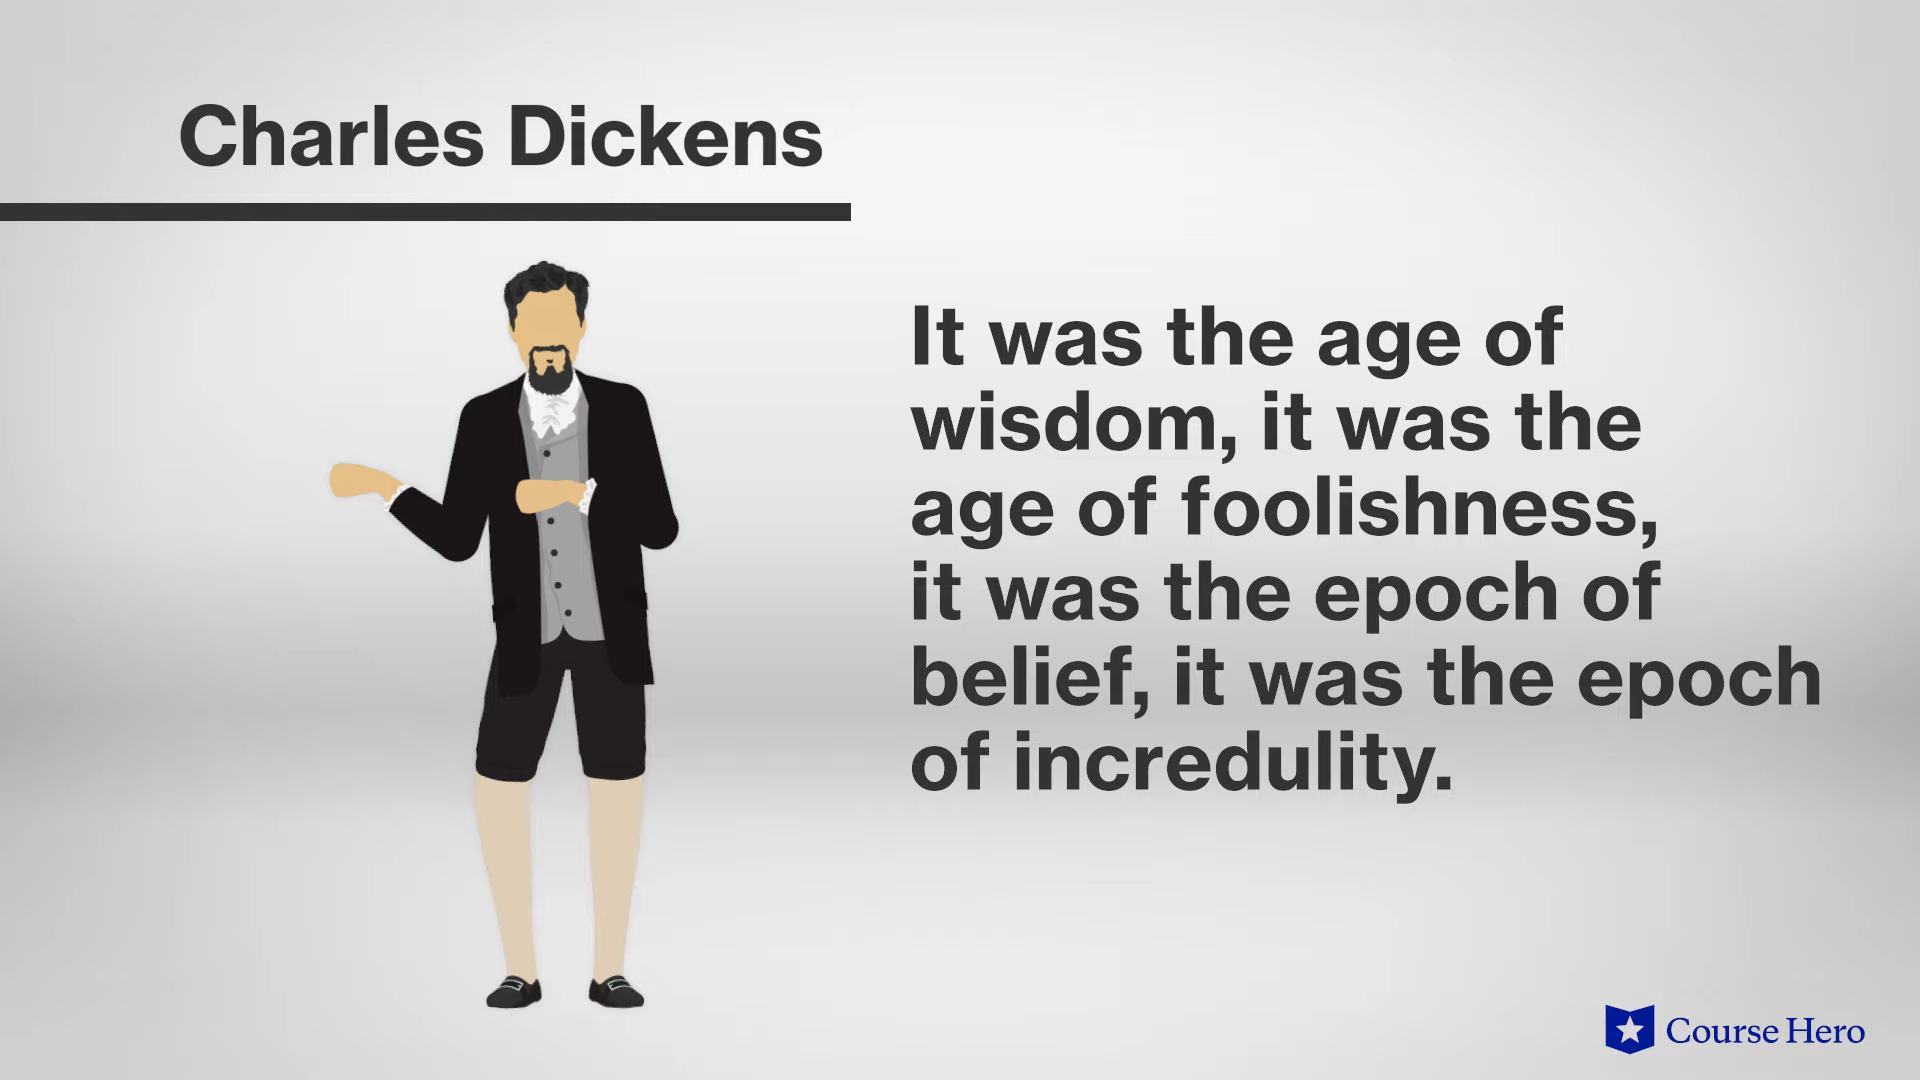 Charles Dickens
It was the age of
wisdom, it was the
age of foolishness,
it was the epoch of
belief, it was the epoch
of incredulity.
Course Hero